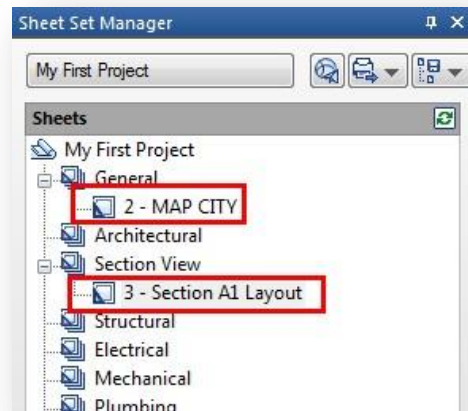 Sheet Set Manager
My First Project
Sheets
My First Project
General
2 - MAP CITY
Architectural
Section View
3 - Section A1 Layout
Structural
Electrical
Mechanical
Plumbing